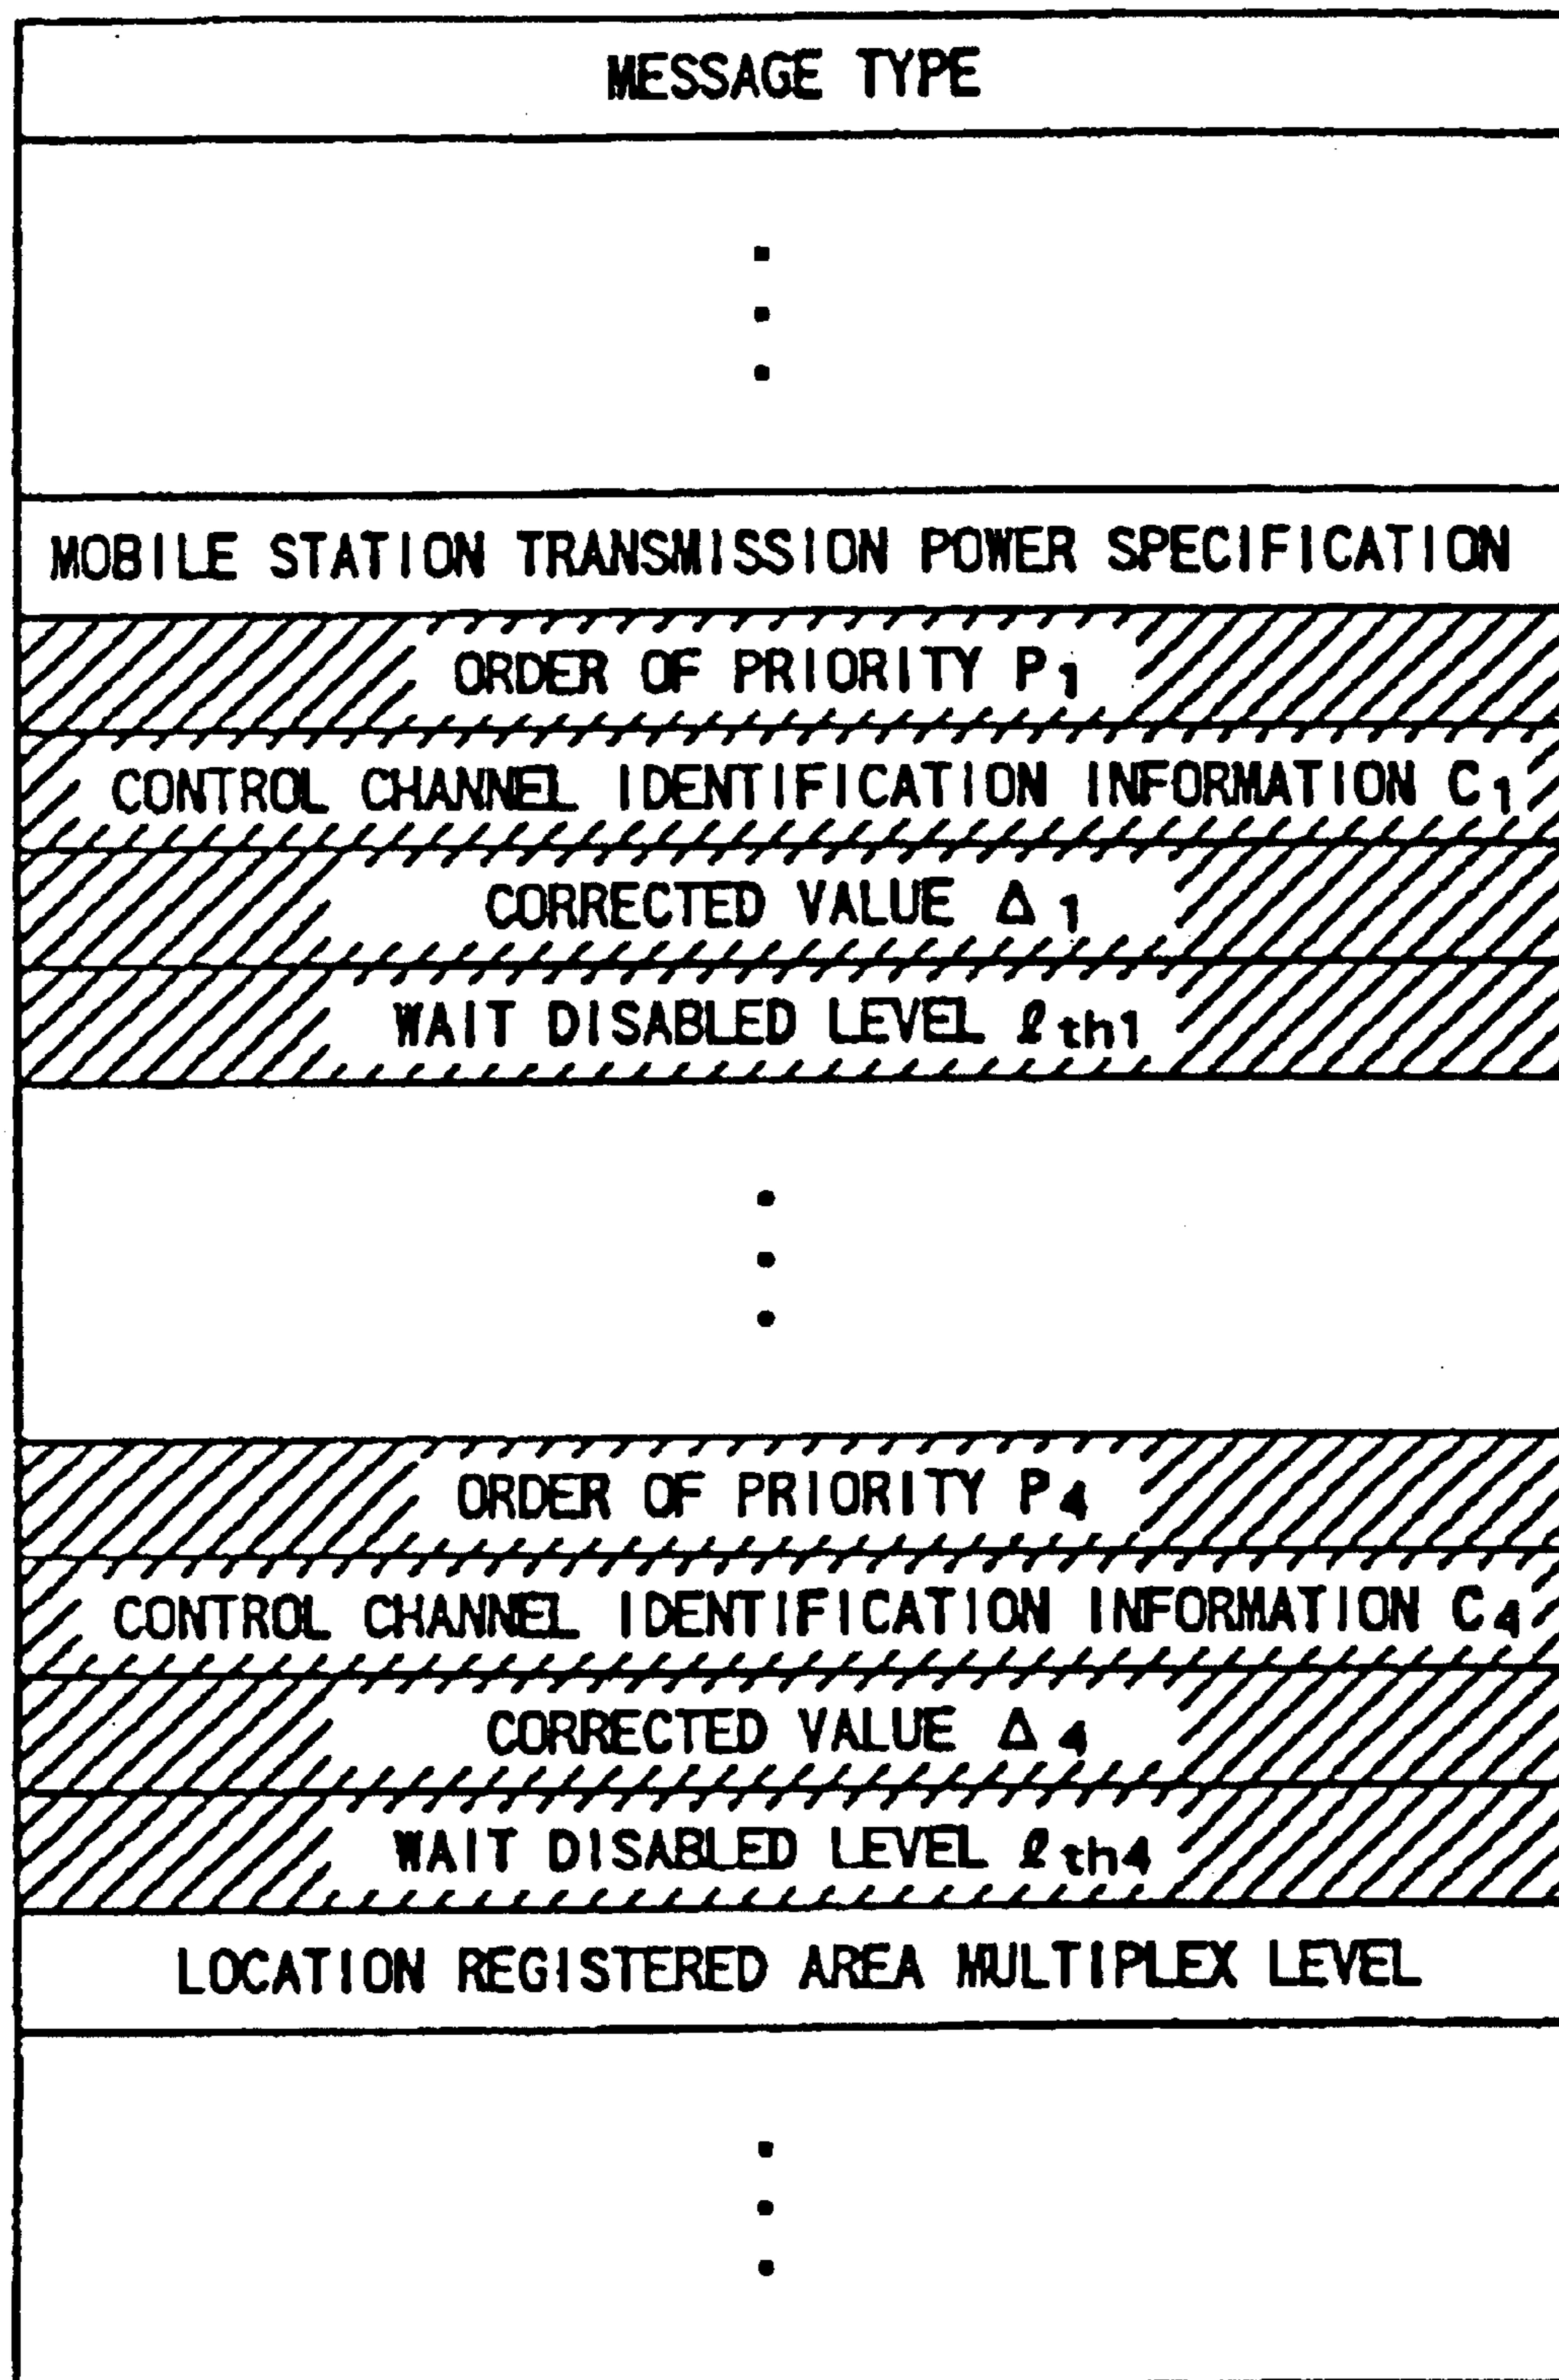 MESSAGE TYPE
MOBILE STATION TRANSMISSION POWER SPECIFICATION
ORDER OF PRIORITY P1
CONTROL CHANNEL IDENTIFICATION INFORMATION C1
CORRECTED VALUE Δ1
WAIT DISABLED LEVEL ℓth1
ORDER OF PRIORITY P4
CONTROL CHANNEL IDENTIFICATION INFORMATION C4
CORRECTED VALUE Δ4
WAIT DISABLED LEVEL ℓth4
LOCATION REGISTERED AREA MULTIPLEX LEVEL